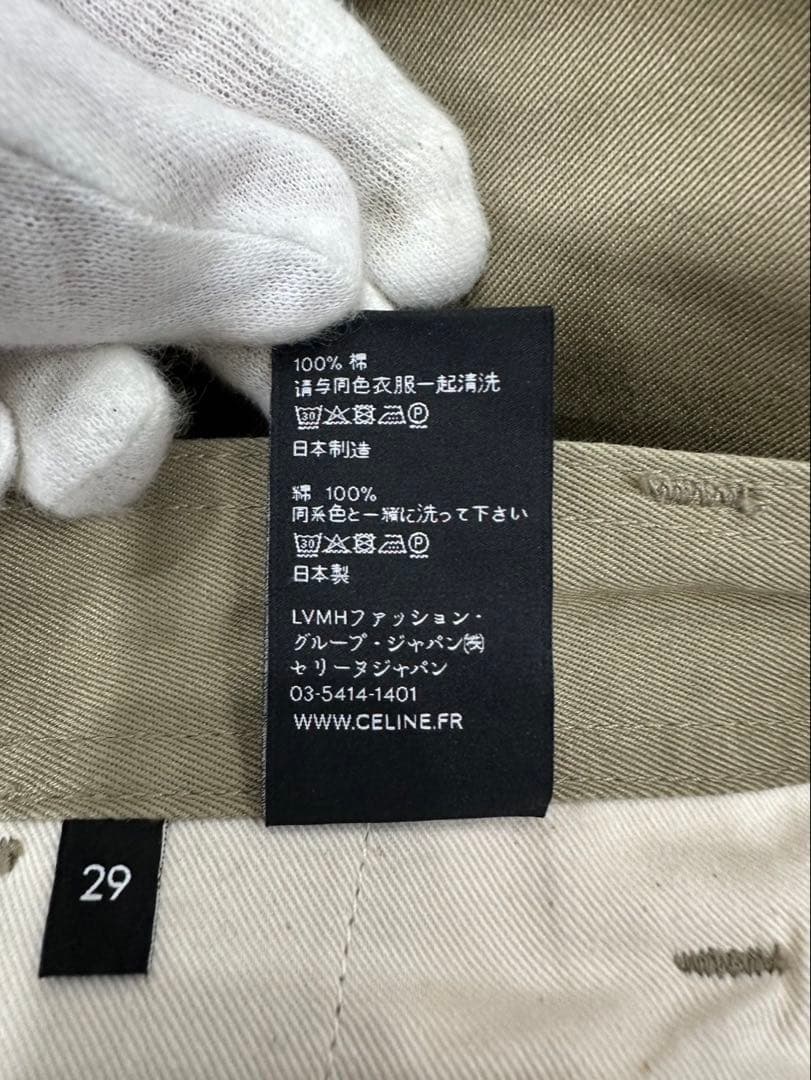 100% 棉
请与同色衣服一起清洗
30 P
日本制造
綿 100%
同系色と一緒に洗って下さい
30 P
日本製
LVMHファッション・
グループ・ジャパン㈱
セリーヌジャパン
03-5414-1401
WWW.CELINE.FR
29